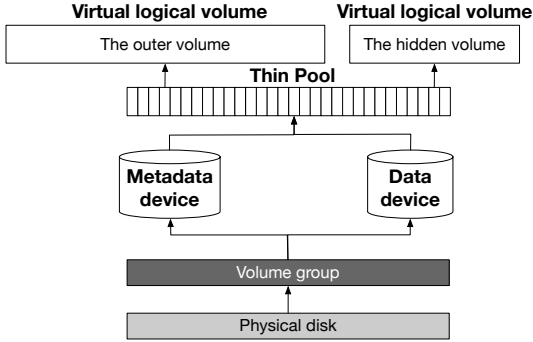 Virtual logical volume
Virtual logical volume
The outer volume
The hidden volume
Thin Pool
Metadata
device
Data
device
Volume group
Physical disk